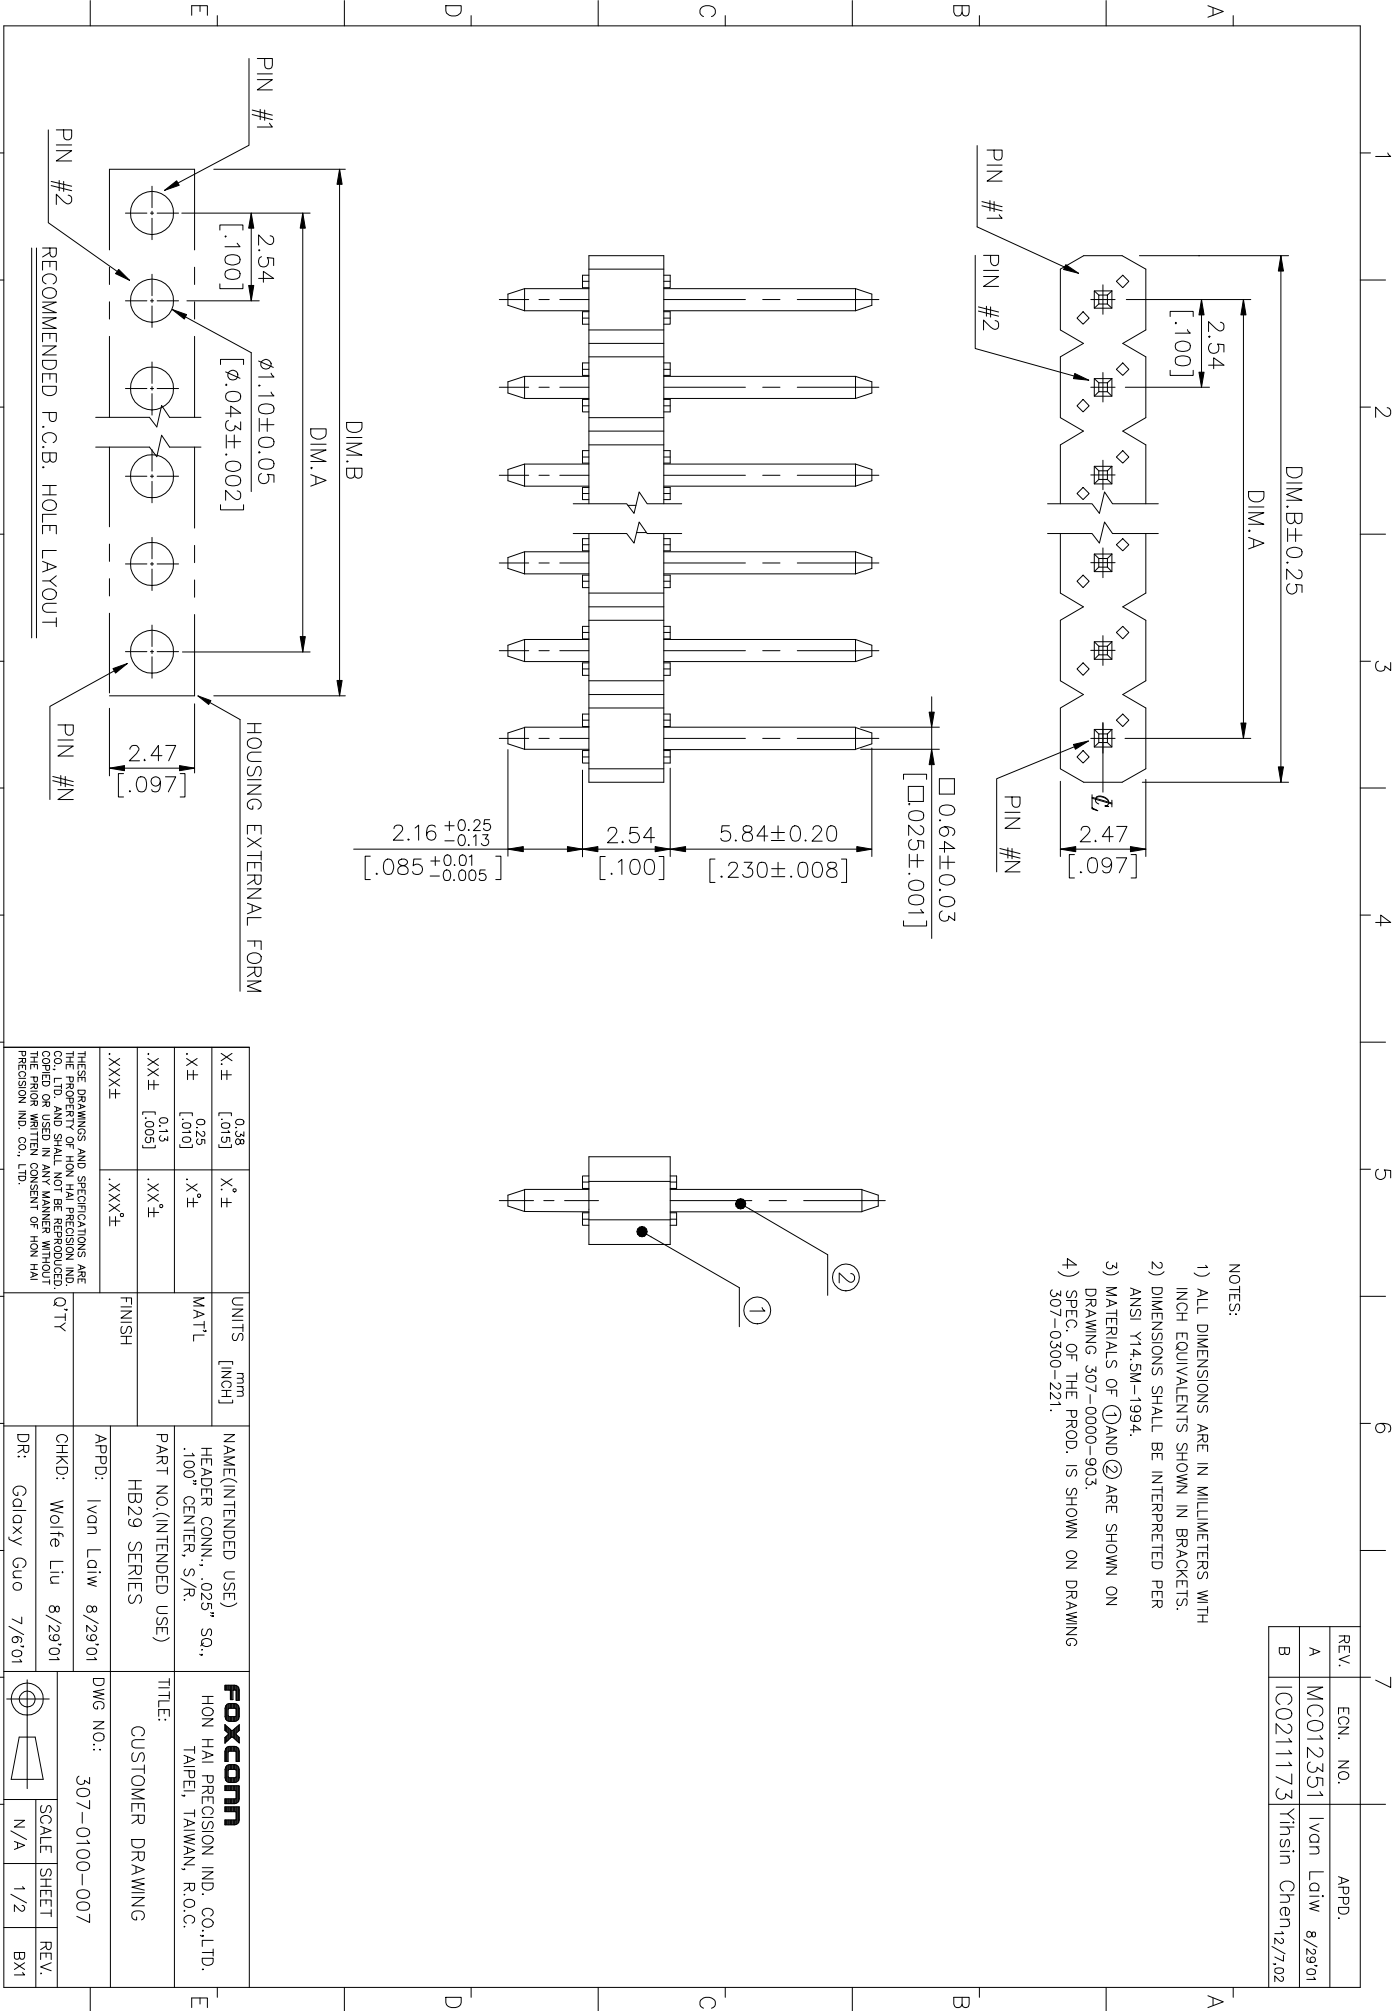 1
2
3
4
5
6
7
A
B
C
D
E
A
B
C
D
E
REV.
ECN. NO.
APPD.
A
MC012351
Ivan Laiw 8/29'01
B
IC0211173
Yihsin Chen 12/7,02
DIM.B±0.25
DIM.A
2.54
[.100]
PIN #1
PIN #2
PIN #N
℄
2.47
[.097]
□0.64±0.03
[□.025±.001]
5.84±0.20
[.230±.008]
2.54
[.100]
2.16 +0.25 -0.13
[.085 +0.01 -0.005 ]
②
①
NOTES:
1) ALL DIMENSIONS ARE IN MILLIMETERS WITH
INCH EQUIVALENTS SHOWN IN BRACKETS.
2) DIMENSIONS SHALL BE INTERPRETED PER
ANSI Y14.5M-1994.
3) MATERIALS OF ①AND② ARE SHOWN ON
DRAWING 307-0000-903.
4) SPEC. OF THE PROD. IS SHOWN ON DRAWING
307-0300-221.
DIM.B
DIM.A
2.54
[.100]
ø1.10±0.05
[ø.043±.002]
PIN #1
PIN #2
PIN #N
2.47
[.097]
HOUSING EXTERNAL FORM
RECOMMENDED P.C.B. HOLE LAYOUT
X.± 0.38 [.015]
X.°±
.X± 0.25 [.010]
.X°±
.XX± 0.13 [.005]
.XX°±
.XXX±
.XXX°±
THESE DRAWINGS AND SPECIFICATIONS ARE
THE PROPERTY OF HON HAI PRECISION IND.
CO., LTD. AND SHALL NOT BE REPRODUCED.
COPIED OR USED IN ANY MANNER WITHOUT
THE PRIOR WRITTEN CONSENT OF HON HAI
PRECISION IND. CO., LTD.
UNITS mm [INCH]
MAT'L
FINISH
Q'TY
NAME(INTENDED USE)
HEADER CONN., .025" SQ.,
.100" CENTER, S/R.
PART NO.(INTENDED USE)
HB29 SERIES
APPD: Ivan Laiw 8/29'01
CHKD: Wolfe Liu 8/29'01
DR: Galaxy Guo 7/6'01
FOXCONN
HON HAI PRECISION IND. CO.,LTD.
TAIPEI, TAIWAN, R.O.C.
TITLE:
CUSTOMER DRAWING
DWG NO.:
307-0100-007
SCALE
SHEET
REV.
N/A
1/2
BX1